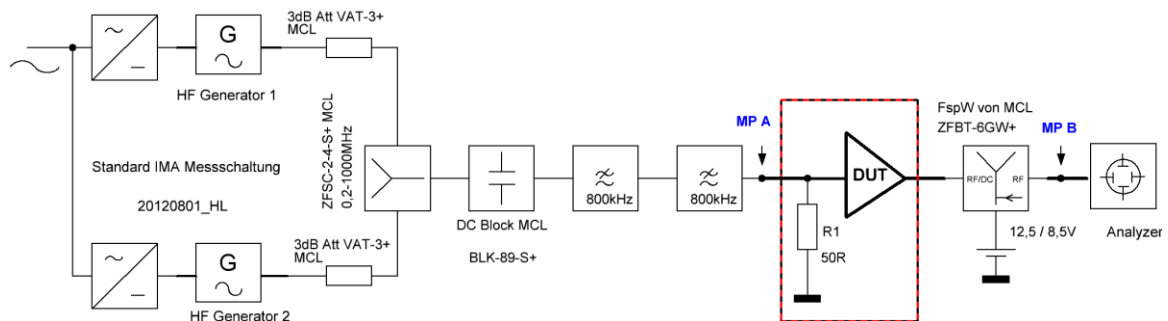 3dB Att VAT-3+
MCL
G
HF Generator 1
ZFSC-2-4-S+ MCL
0,2-1000MHz
Standard IMA Messschaltung
20120801_HL
3dB Att VAT-3+
MCL
G
HF Generator 2
DC Block MCL
BLK-89-S+
800kHz
800kHz
MP A
R1
50R
DUT
FspW von MCL
ZFBT-6GW+
RF/DC
RF
12,5 / 8,5V
MP B
Analyzer